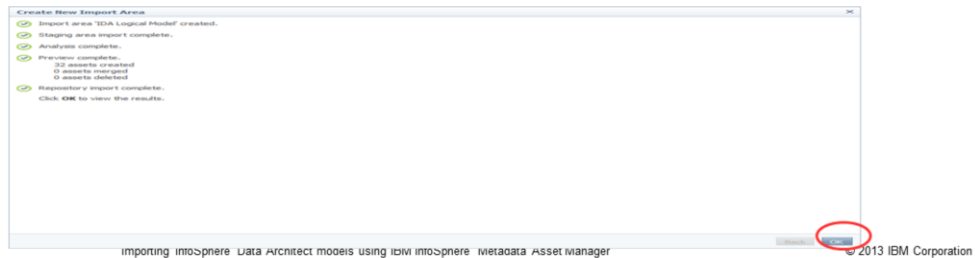 Create New Import Area
Import area 'IDA Logical Model' created.
Staging area import complete.
Analysis complete.
Preview complete.
32 assets created
0 assets merged
0 assets deleted
Repository import complete.
Click OK to view the results.
Back OK
Importing InfoSphere Data Architect models using IBM InfoSphere Metadata Asset Manager
© 2013 IBM Corporation